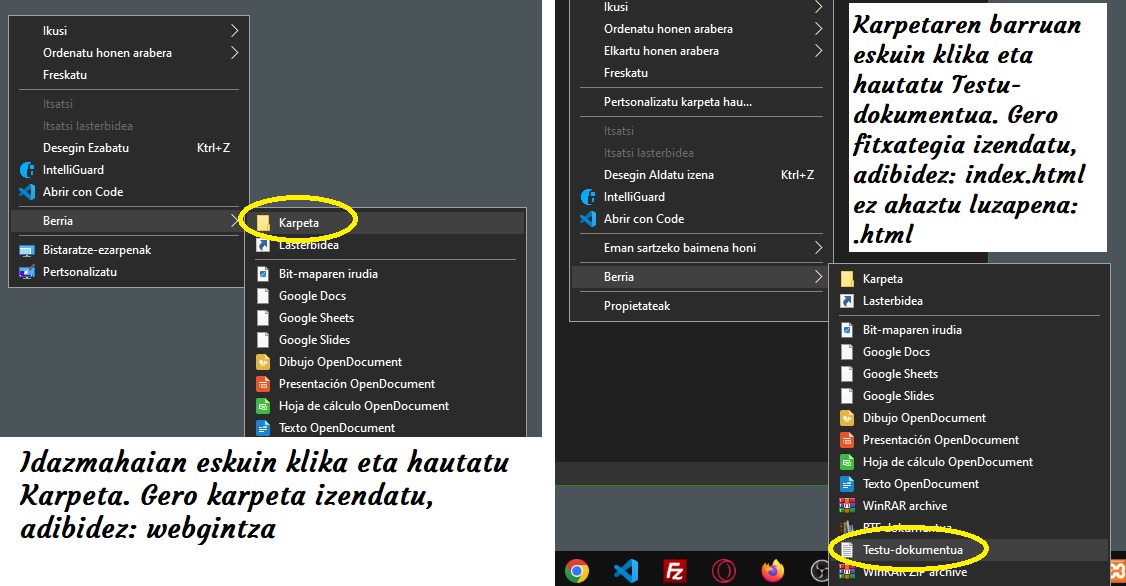 Ikusi
Ordenatu honen arabera
Freskatu
Itsatsi
Itsatsi lasterbidea
Desegin Ezabatu Ktrl+Z
IntelliGuard
Abrir con Code
Berria
Bistaratze-ezarpenak
Pertsonalizatu
Karpeta
Lasterbidea
Bit-maparen irudia
Google Docs
Google Sheets
Google Slides
Dibujo OpenDocument
Presentación OpenDocument
Hoja de cálculo OpenDocument
Texto OpenDocument
Idazmahaian eskuin klika eta hautatu
Karpeta. Gero karpeta izendatu,
adibidez: webgintza
Ikusi
Ordenatu honen arabera
Elkartu honen arabera
Freskatu
Pertsonalizatu karpeta hau...
Itsatsi
Itsatsi lasterbidea
Desegin Aldatu izena Ktrl+Z
IntelliGuard
Abrir con Code
Eman sartzeko baimena honi
Berria
Propietateak
Karpetaren barruan
eskuin klika eta
hautatu Testu-
dokumentua. Gero
fitxategia izendatu,
adibidez: index.html
ez ahaztu luzapena:
.html
Karpeta
Lasterbidea
Bit-maparen irudia
Google Docs
Google Sheets
Google Slides
Dibujo OpenDocument
Presentación OpenDocument
Hoja de cálculo OpenDocument
Texto OpenDocument
WinRAR archive
RTF dokumentua
Testu-dokumentua
WinRAR ZIP archive